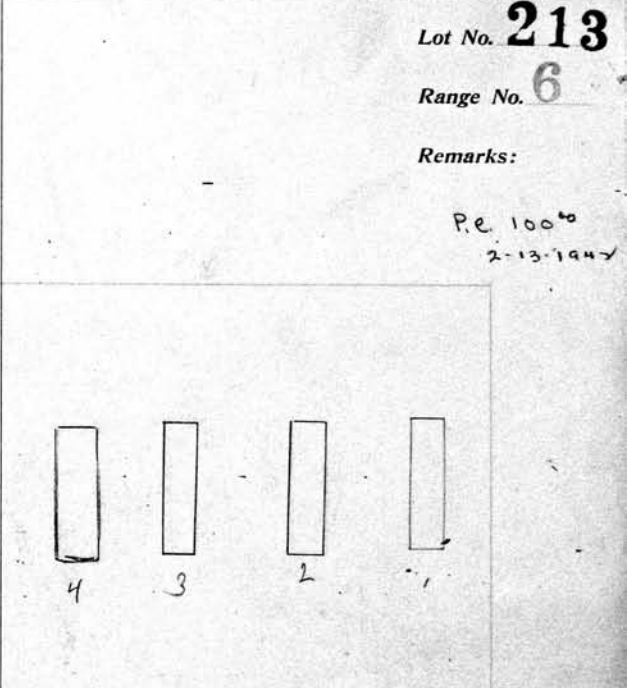 Lot No. 213
Range No. 6
Remarks:
P.C. 100⁰⁰
2-13-1942
4 3 2 1